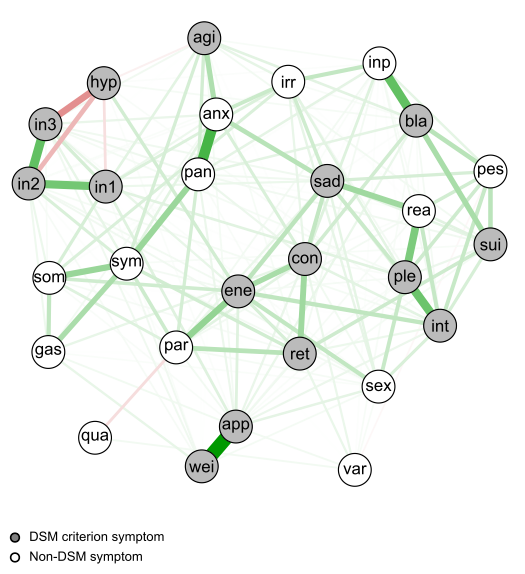 agi
inp
hyp
irr
anx
in3
bla
pes
pan
in2
in1
sad
rea
sui
con
sym
som
ple
ene
int
par
ret
gas
sex
app
qua
wei
var
DSM criterion symptom
Non-DSM symptom